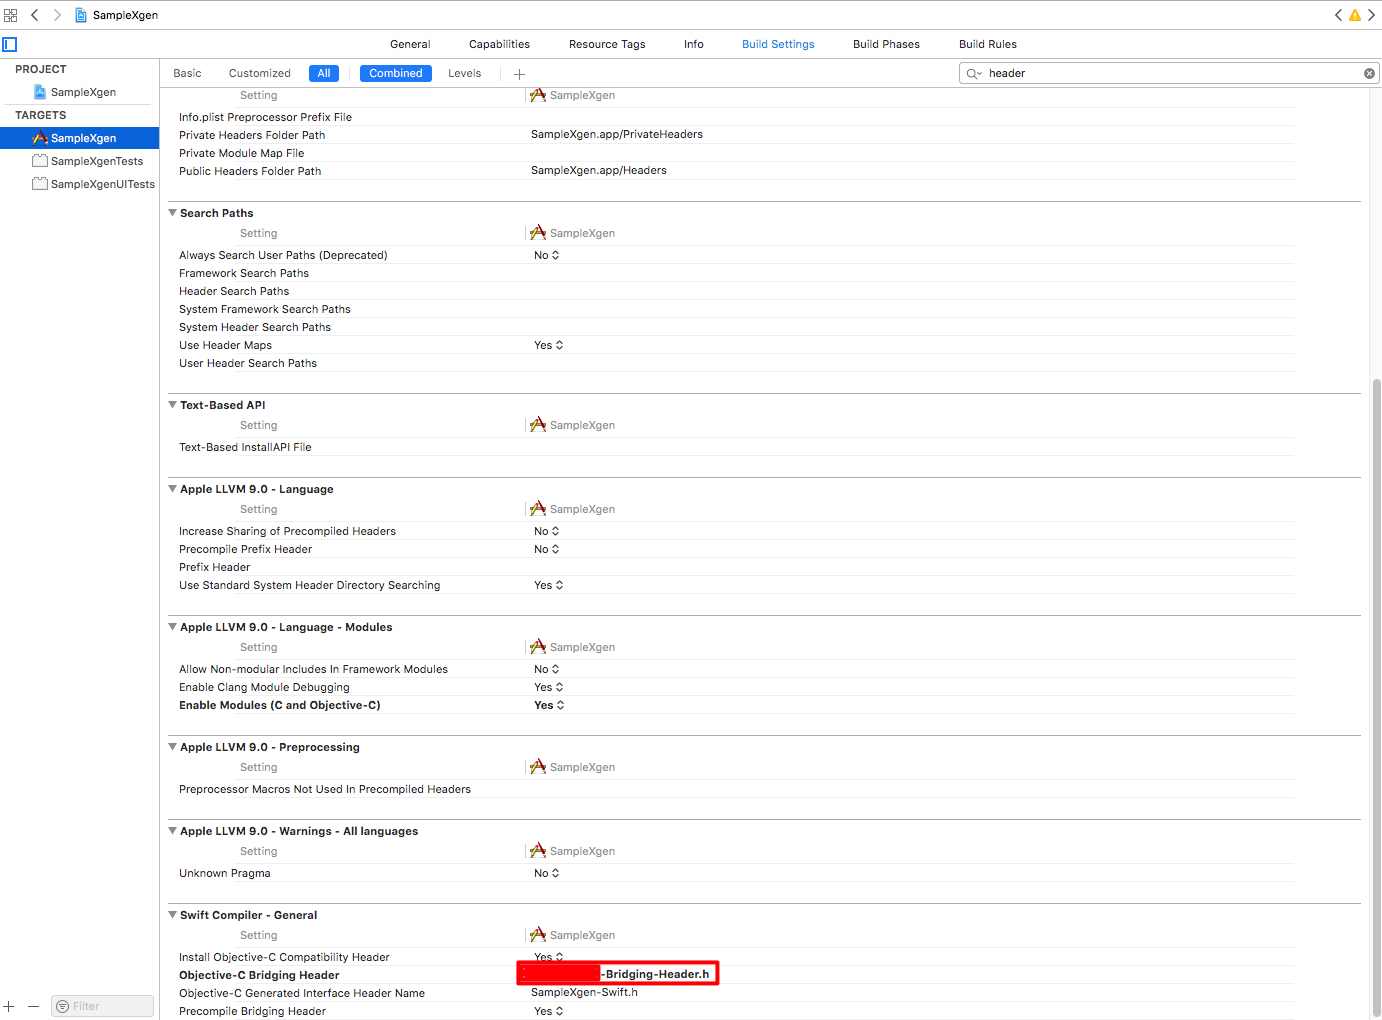 SampleXgen
General Capabilities Resource Tags Info Build Settings Build Phases Build Rules
PROJECT
SampleXgen
TARGETS
SampleXgen
SampleXgenTests
SampleXgenUITests
Basic Customized All Combined Levels + header
Setting SampleXgen
Info.plist Preprocessor Prefix File
Private Headers Folder Path SampleXgen.app/PrivateHeaders
Private Module Map File
Public Headers Folder Path SampleXgen.app/Headers
Search Paths
Setting SampleXgen
Always Search User Paths (Deprecated) No
Framework Search Paths
Header Search Paths
System Framework Search Paths
System Header Search Paths
Use Header Maps Yes
User Header Search Paths
Text-Based API
Setting SampleXgen
Text-Based InstallAPI File
Apple LLVM 9.0 - Language
Setting SampleXgen
Increase Sharing of Precompiled Headers No
Precompile Prefix Header No
Prefix Header
Use Standard System Header Directory Searching Yes
Apple LLVM 9.0 - Language - Modules
Setting SampleXgen
Allow Non-modular Includes In Framework Modules No
Enable Clang Module Debugging Yes
Enable Modules (C and Objective-C) Yes
Apple LLVM 9.0 - Preprocessing
Setting SampleXgen
Preprocessor Macros Not Used In Precompiled Headers
Apple LLVM 9.0 - Warnings - All languages
Setting SampleXgen
Unknown Pragma No
Swift Compiler - General
Setting SampleXgen
Install Objective-C Compatibility Header Yes
Objective-C Bridging Header -Bridging-Header.h
Objective-C Generated Interface Header Name SampleXgen-Swift.h
Precompile Bridging Header Yes
+ − Filter